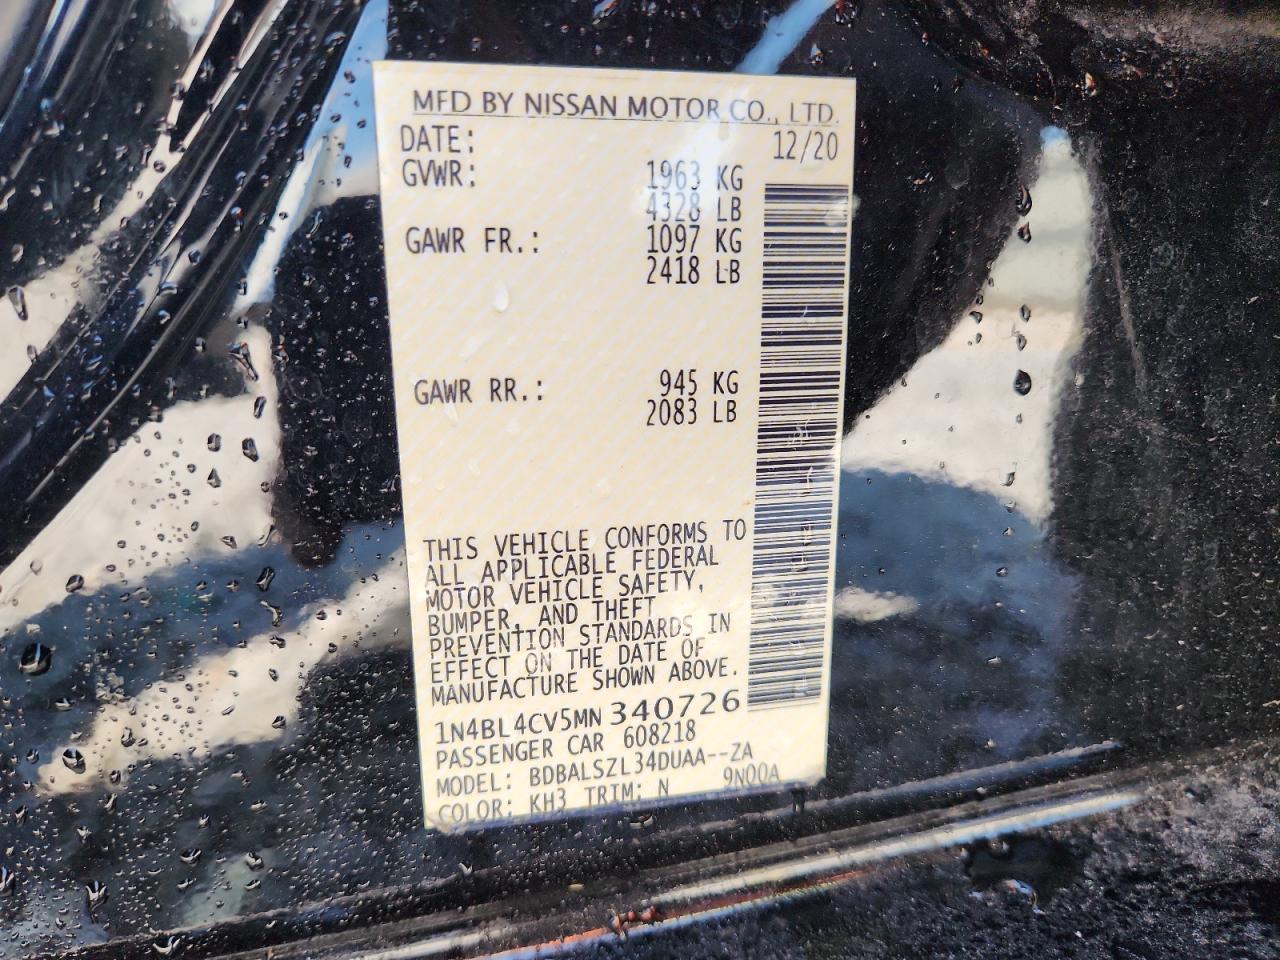 MFD BY NISSAN MOTOR CO., LTD.
DATE: 12/20
GVWR: 1963 KG
4328 LB
GAWR FR.: 1097 KG
2418 LB
GAWR RR.: 945 KG
2083 LB
THIS VEHICLE CONFORMS TO
ALL APPLICABLE FEDERAL
MOTOR VEHICLE SAFETY,
BUMPER, AND THEFT
PREVENTION STANDARDS IN
EFFECT ON THE DATE OF
MANUFACTURE SHOWN ABOVE.
1N4BL4CV5MN 340726
PASSENGER CAR 608218
MODEL: BDBALSZL34DUAA--ZA
COLOR: KH3 TRIM: N 9N00A